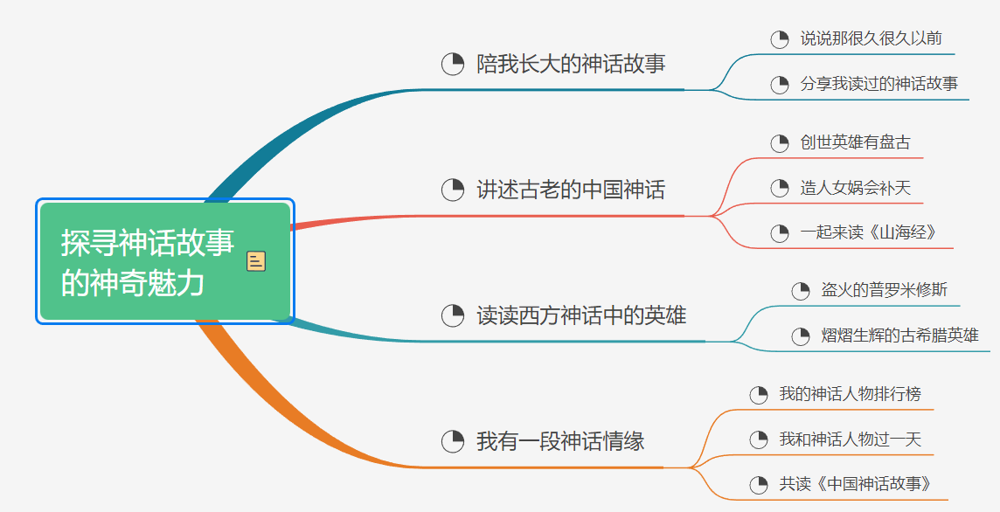 探寻神话故事
的神奇魅力
陪我长大的神话故事
说说那很久很久以前
分享我读过的神话故事
讲述古老的中国神话
创世英雄有盘古
造人女娲会补天
一起来读《山海经》
读读西方神话中的英雄
盗火的普罗米修斯
熠熠生辉的古希腊英雄
我有一段神话情缘
我的神话人物排行榜
我和神话人物过一天
共读《中国神话故事》